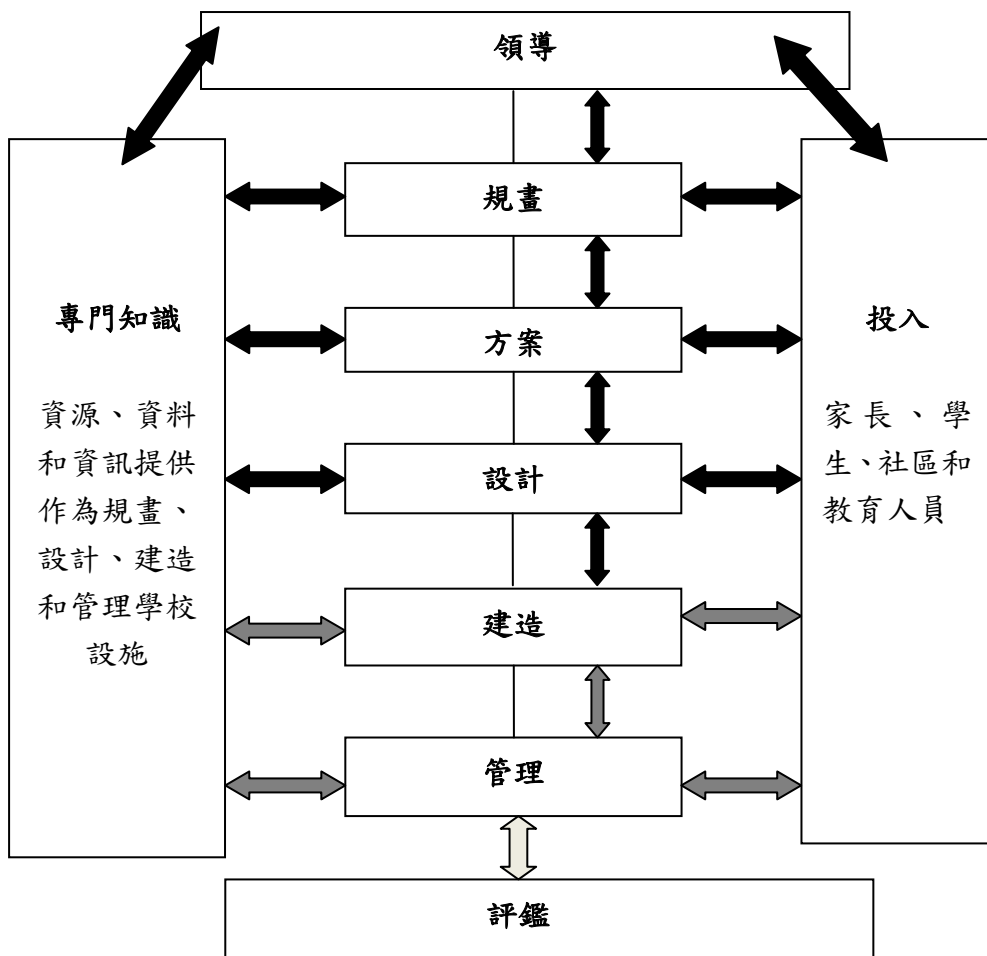 領導
規畫
方案
設計
建造
管理
評鑑
專門知識
資源、資料
和資訊提供
作為規畫、
設計、建造
和管理學校
設施
投入
家長、學
生、社區和
教育人員